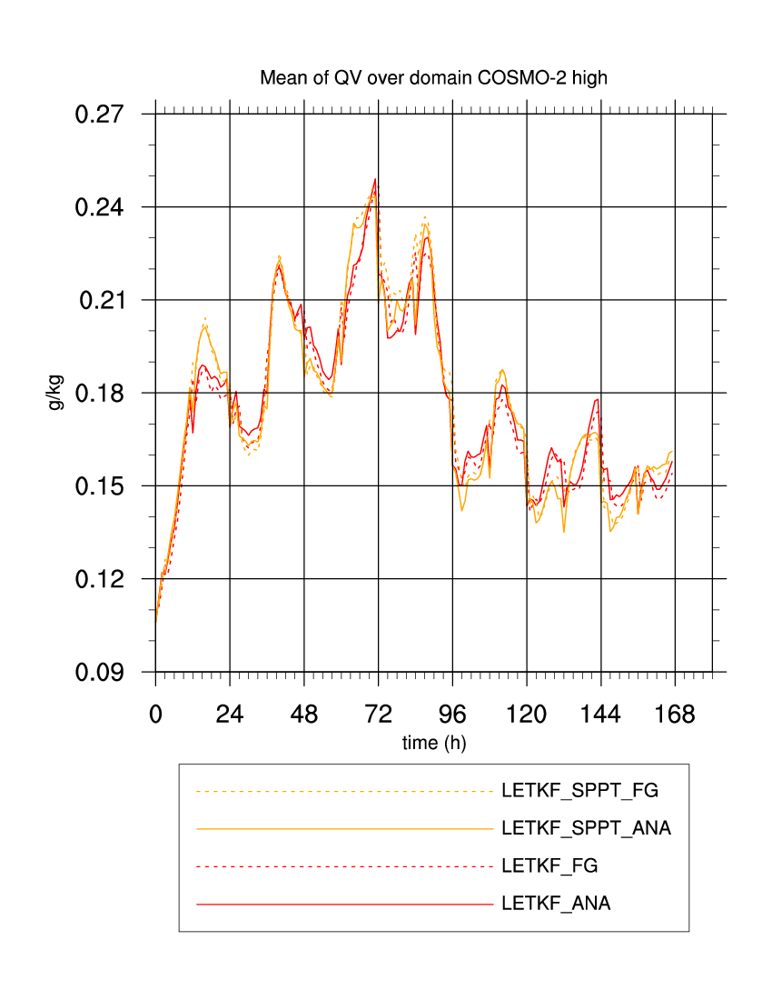 Mean of QV over domain COSMO-2 high
0.27
0.24
0.21
0.18
0.15
0.12
0.09
g/kg
0 24 48 72 96 120 144 168
time (h)
LETKF_SPPT_FG
LETKF_SPPT_ANA
LETKF_FG
LETKF_ANA